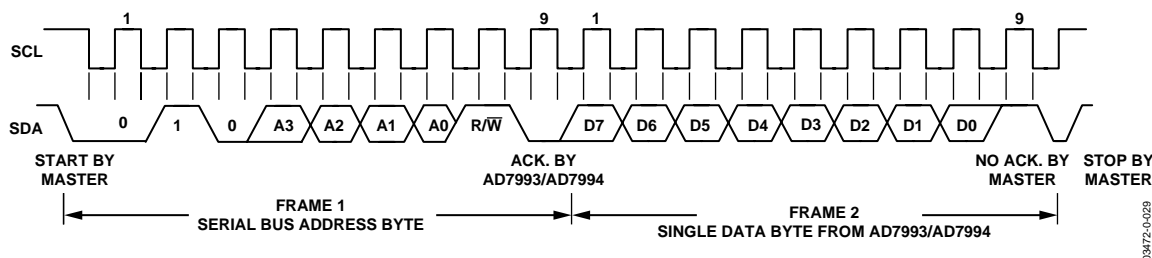 1 9 1 9
SCL
SDA 0 1 0 A3 A2 A1 A0 R/W̅ D7 D6 D5 D4 D3 D2 D1 D0
START BY
MASTER
ACK. BY
AD7993/AD7994
NO ACK. BY
MASTER
STOP BY
MASTER
FRAME 1
SERIAL BUS ADDRESS BYTE
FRAME 2
SINGLE DATA BYTE FROM AD7993/AD7994
03472-0-029